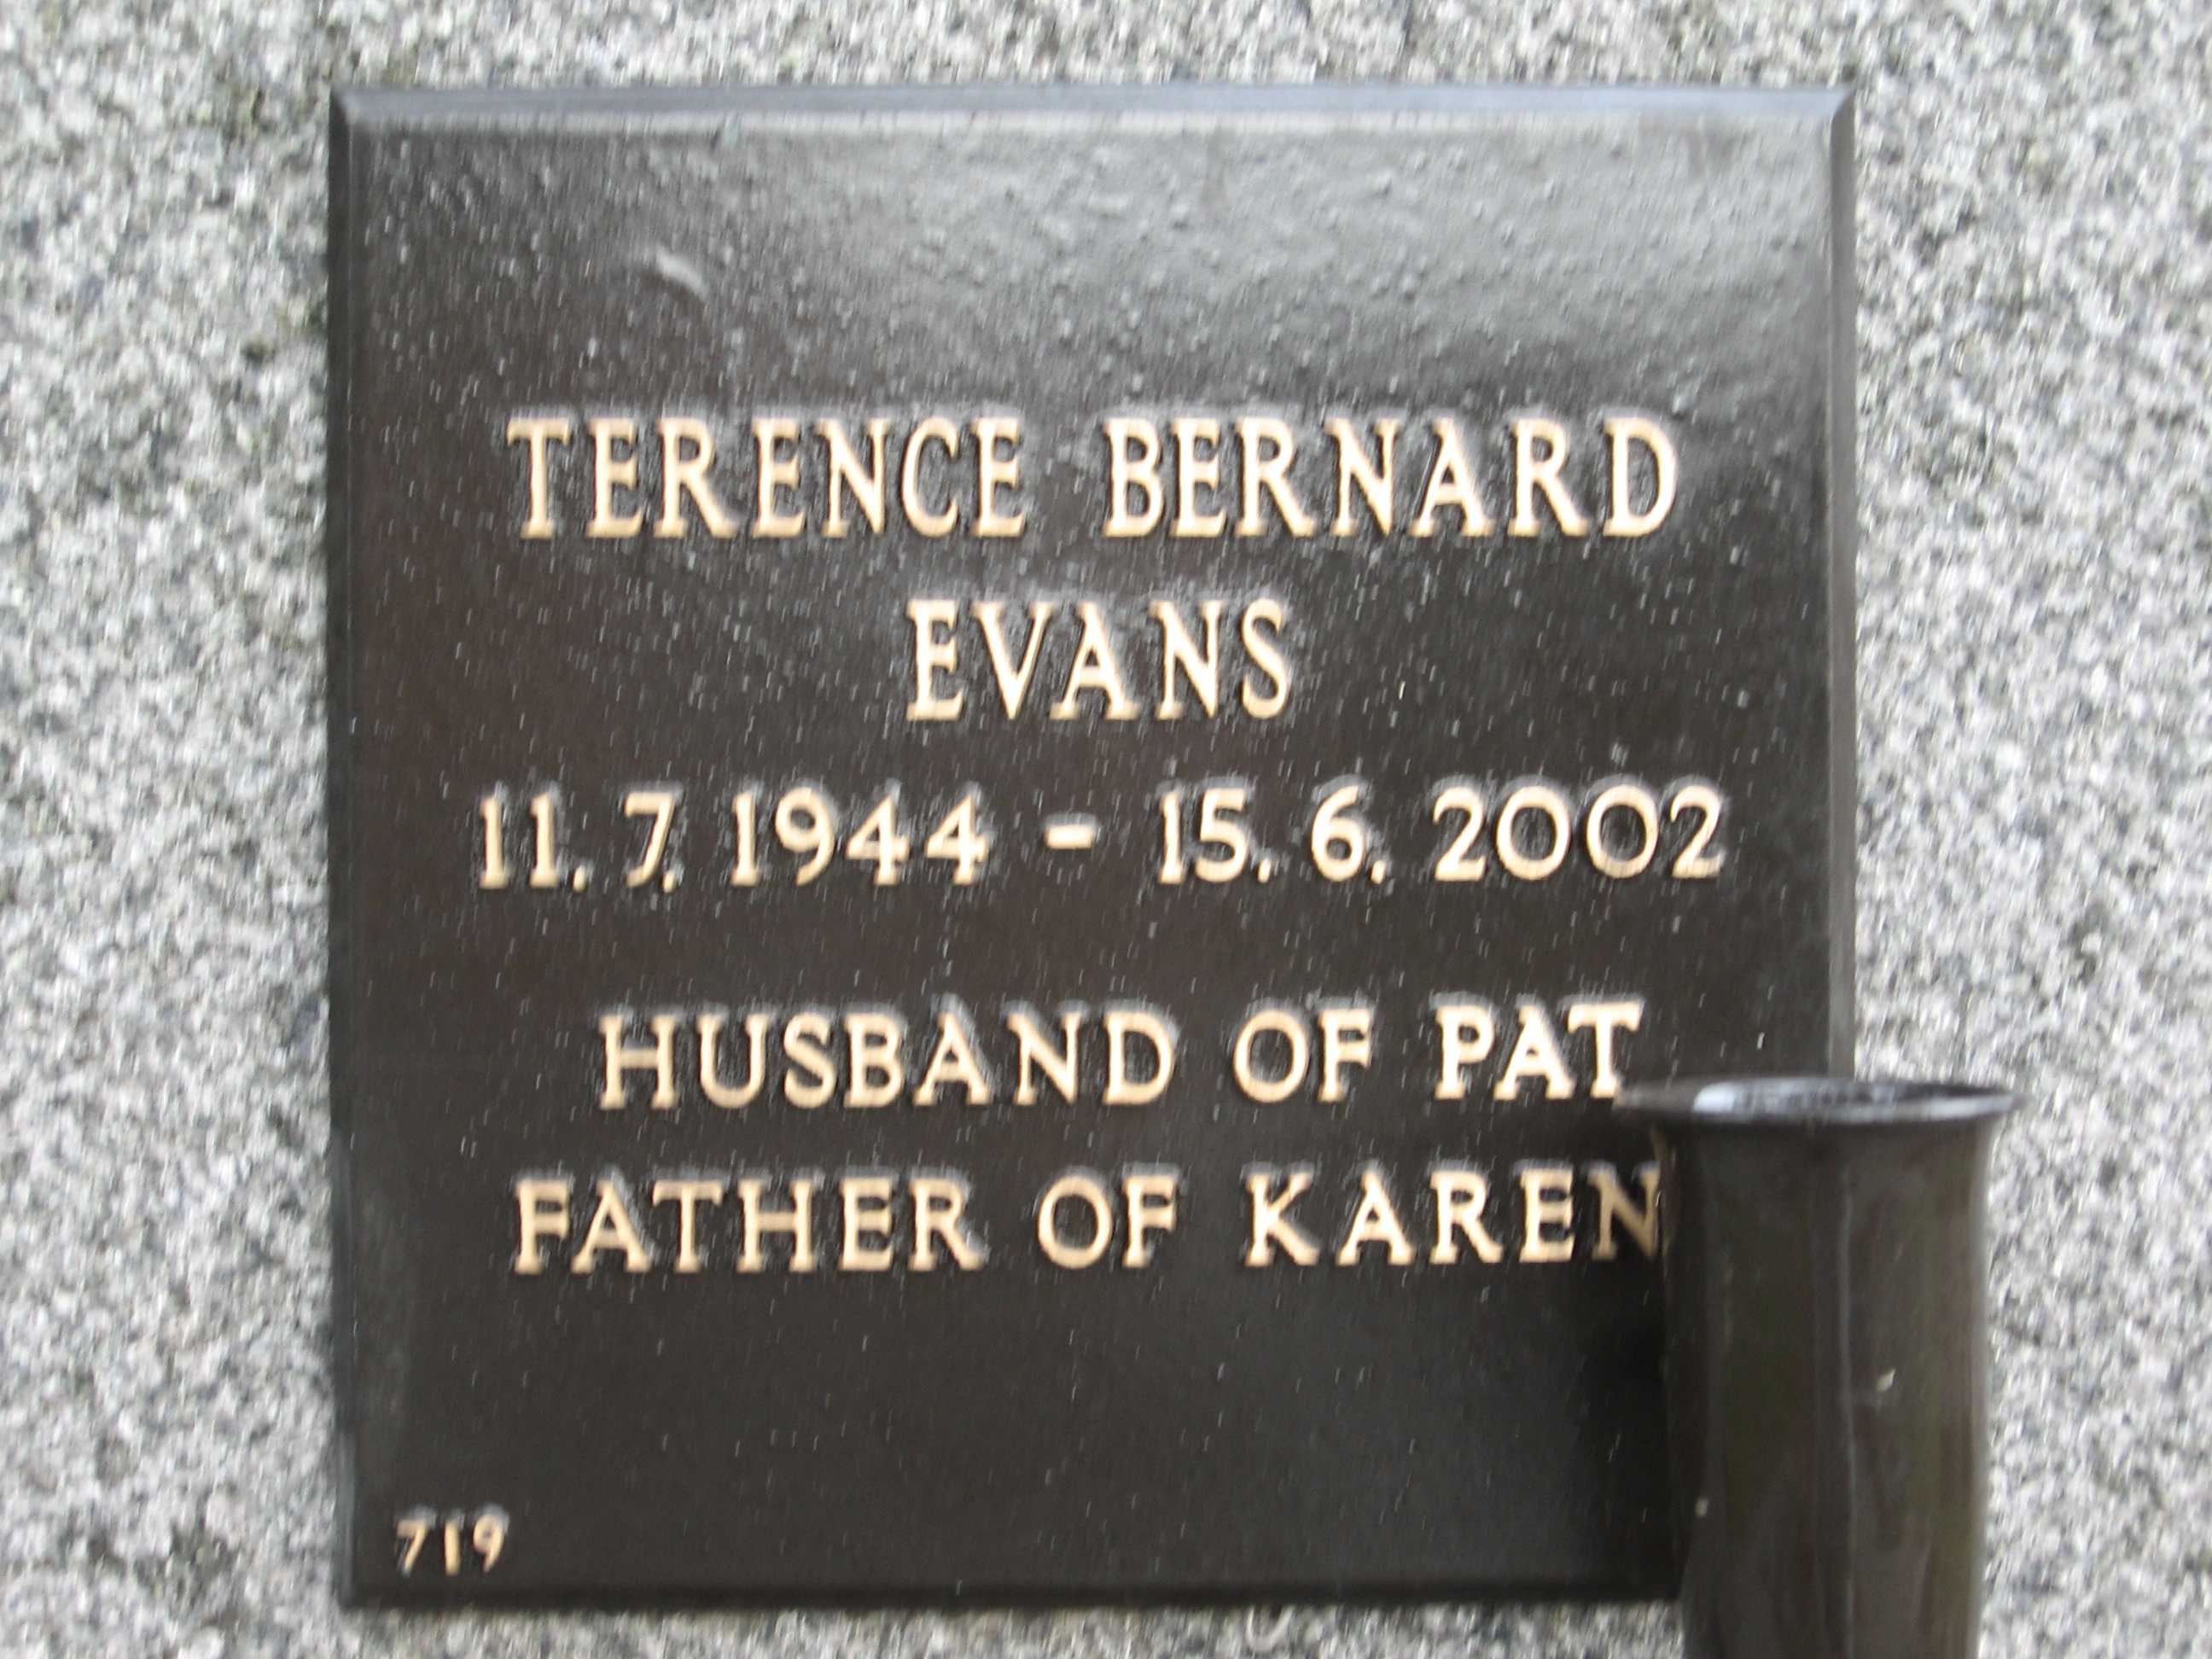 TERENCE BERNARD
EVANS
11. 7. 1944 - 15. 6. 2002
HUSBAND OF PAT
FATHER OF KAREN
719